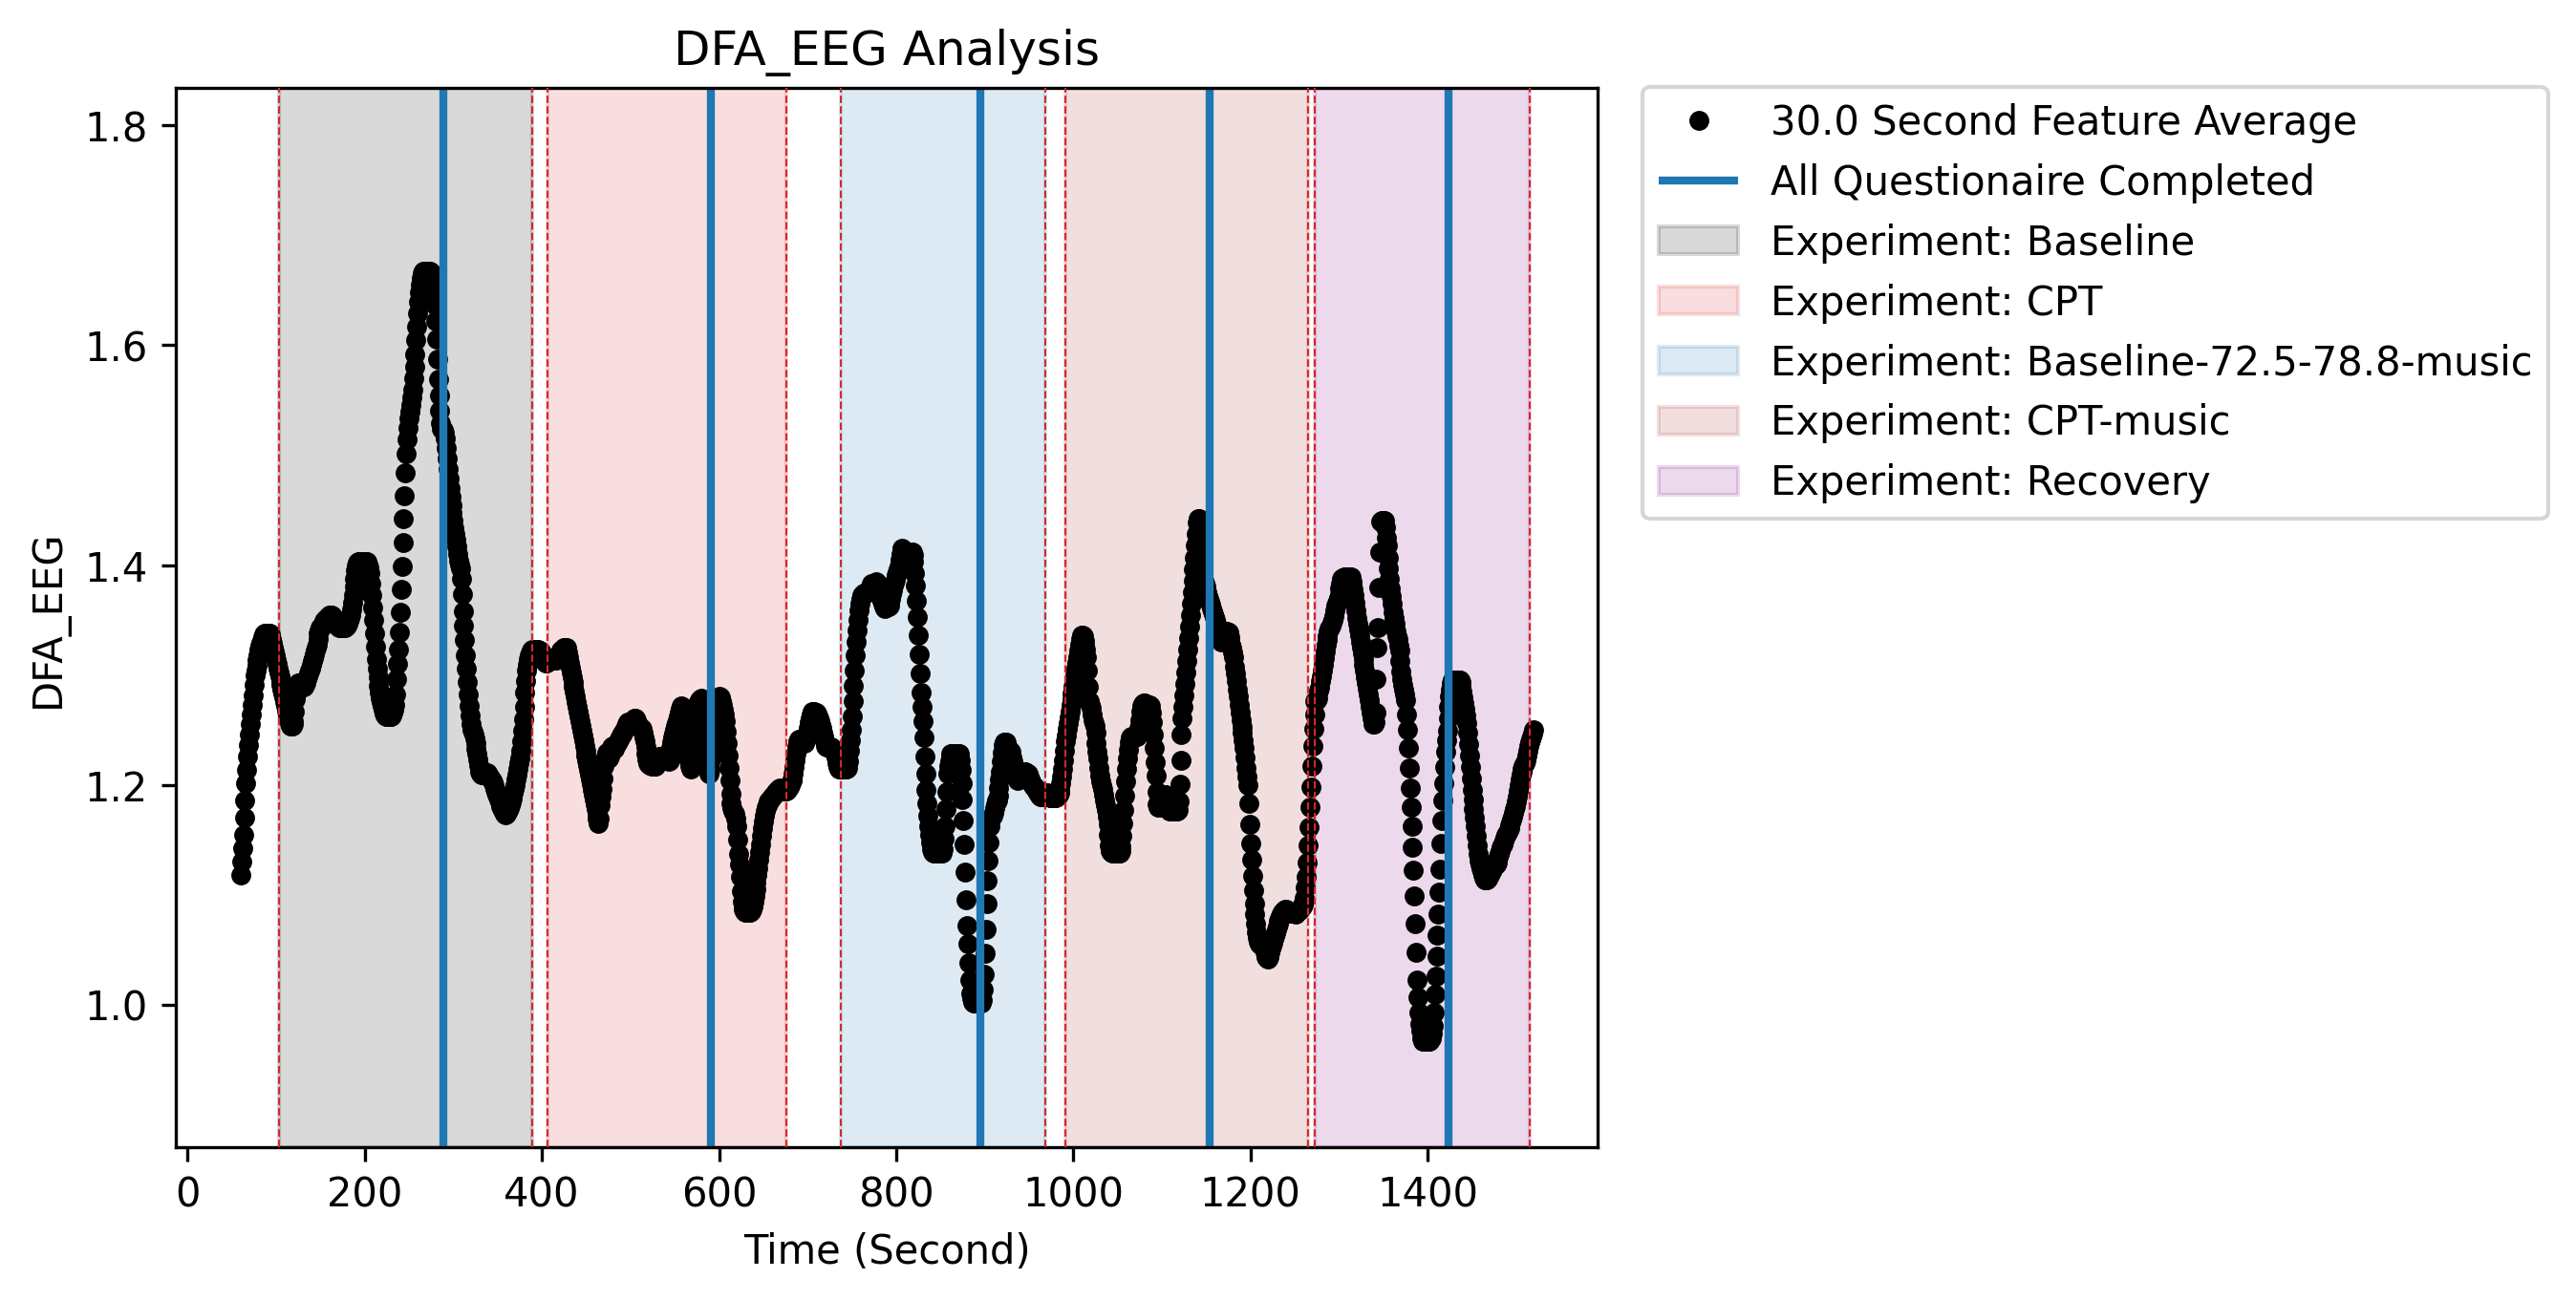 DFA_EEG Analysis
1.8
1.6
1.4
1.2
1.0
DFA_EEG
0 200 400 600 800 1000 1200 1400
Time (Second)
30.0 Second Feature Average
All Questionaire Completed
Experiment: Baseline
Experiment: CPT
Experiment: Baseline-72.5-78.8-music
Experiment: CPT-music
Experiment: Recovery